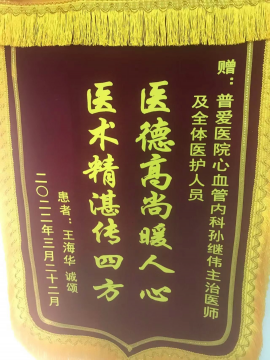 赠：普爱医院心血管内科孙继伟主治医师
及全体医护人员
医德高尚暖人心
医术精湛传四方
患者：王海华 诚颂
二〇二二年三月二十二月